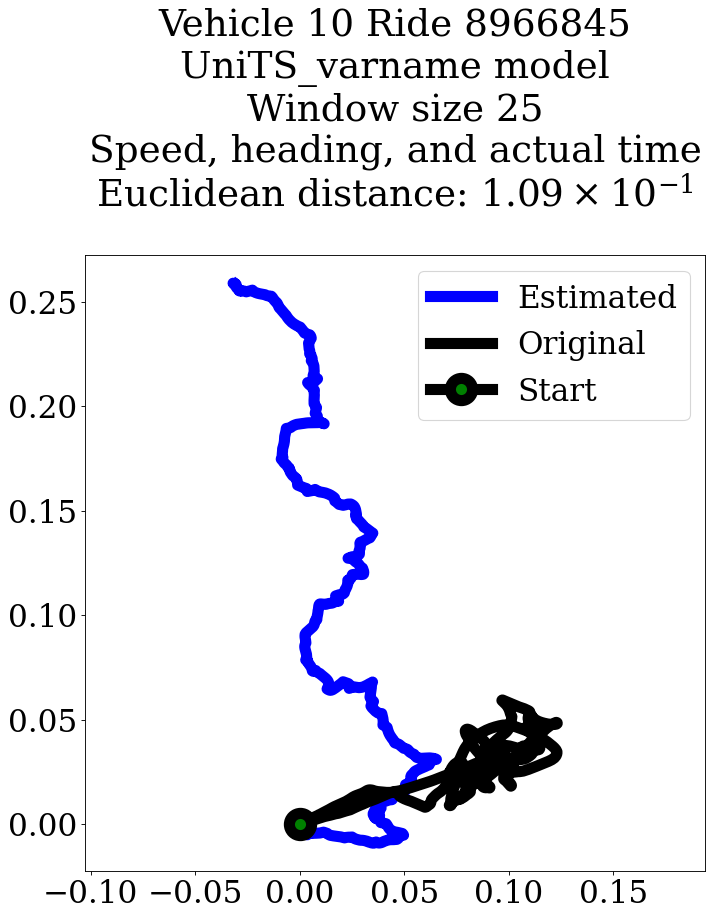 Vehicle 10 Ride 8966845
UniTS_varname model
Window size 25
Speed, heading, and actual time
Euclidean distance: 1.09 × 10⁻¹
Estimated
Original
Start
0.25
0.20
0.15
0.10
0.05
0.00
−0.10 −0.05 0.00 0.05 0.10 0.15